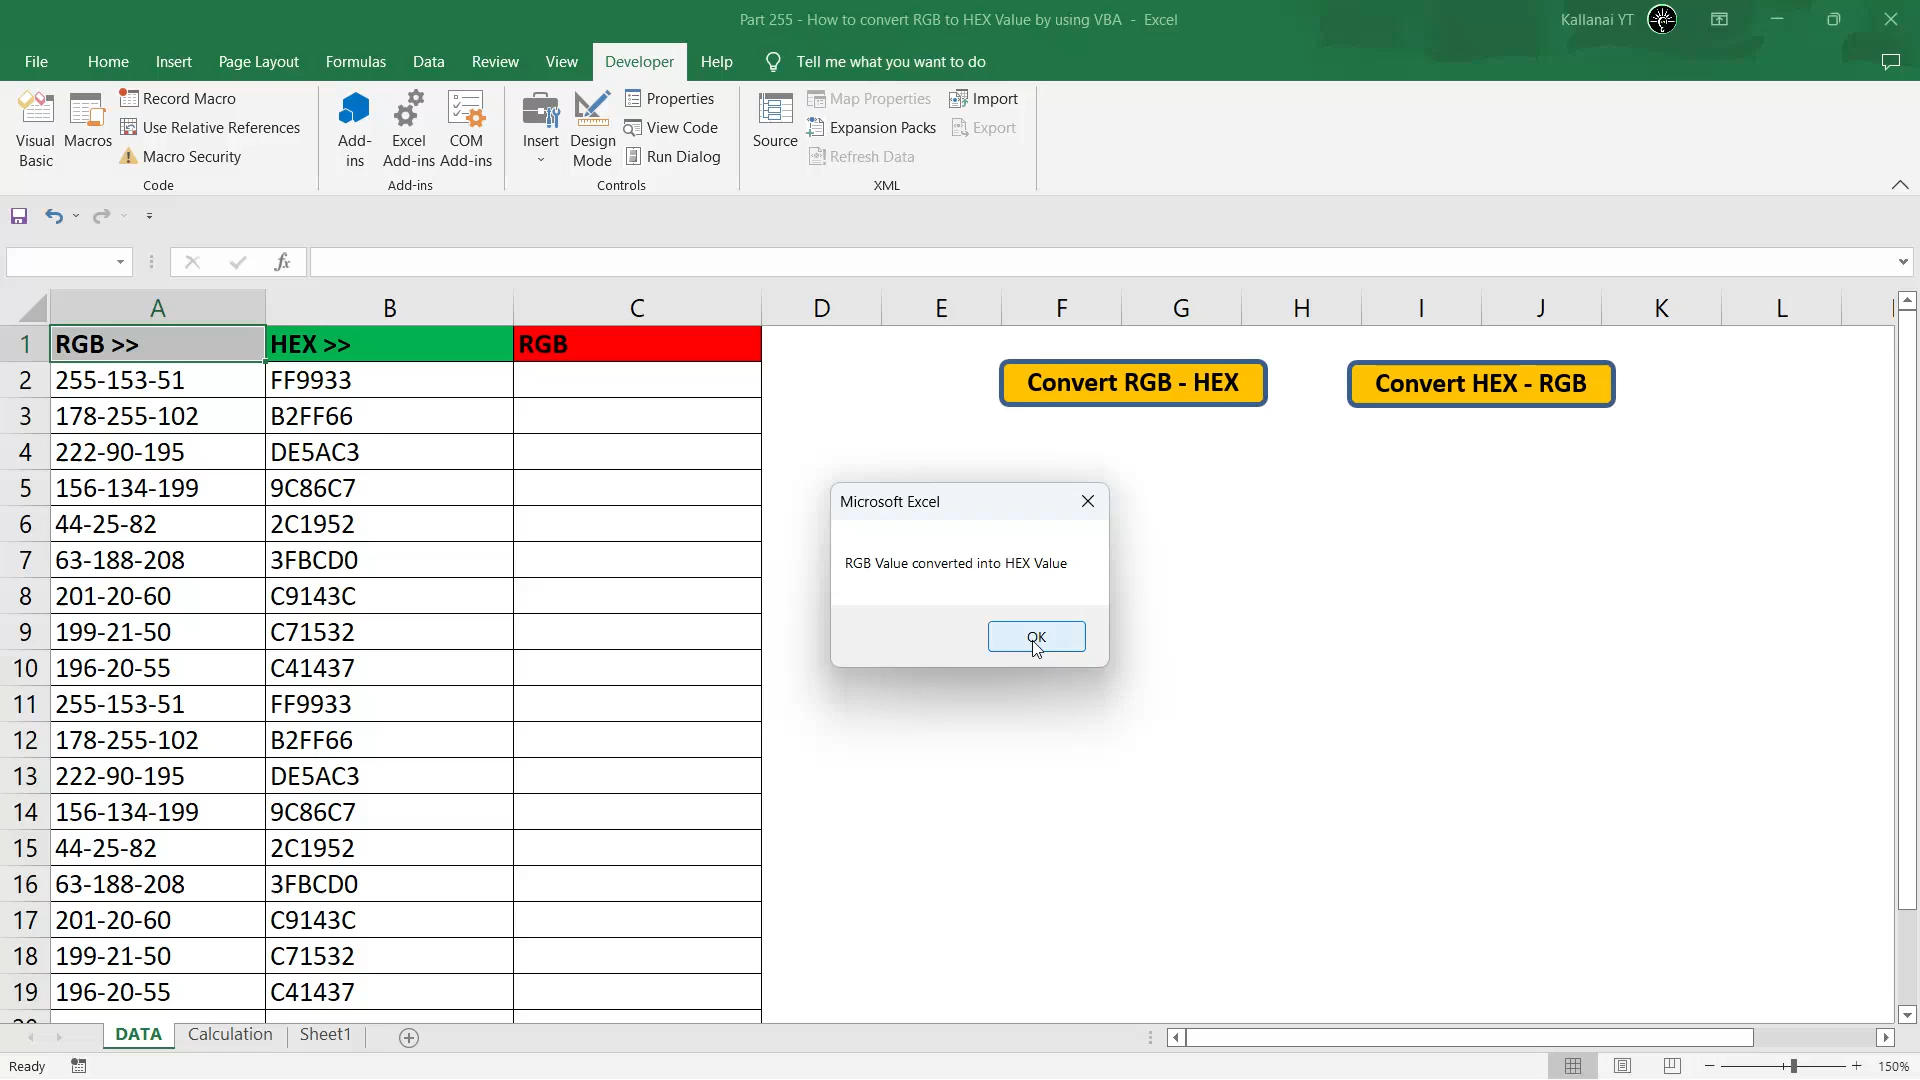 Part 255 - How to convert RGB to HEX Value by using VBA - Excel
Kallanai YT
File Home Insert Page Layout Formulas Data Review View Developer Help Tell me what you want to do
Visual Basic
Macros
Record Macro
Use Relative References
Macro Security
Code
Add-ins
Excel Add-ins
COM Add-ins
Add-ins
Insert
Design Mode
Properties
View Code
Run Dialog
Controls
Source
Map Properties
Expansion Packs
Refresh Data
Import
Export
XML
fx
A B C D E F G H I J K L
1 RGB >> HEX >> RGB
2 255-153-51 FF9933
3 178-255-102 B2FF66
4 222-90-195 DE5AC3
5 156-134-199 9C86C7
6 44-25-82 2C1952
7 63-188-208 3FBCD0
8 201-20-60 C9143C
9 199-21-50 C71532
10 196-20-55 C41437
11 255-153-51 FF9933
12 178-255-102 B2FF66
13 222-90-195 DE5AC3
14 156-134-199 9C86C7
15 44-25-82 2C1952
16 63-188-208 3FBCD0
17 201-20-60 C9143C
18 199-21-50 C71532
19 196-20-55 C41437
Convert RGB - HEX
Convert HEX - RGB
Microsoft Excel
RGB Value converted into HEX Value
OK
DATA Calculation Sheet1
Ready
150%